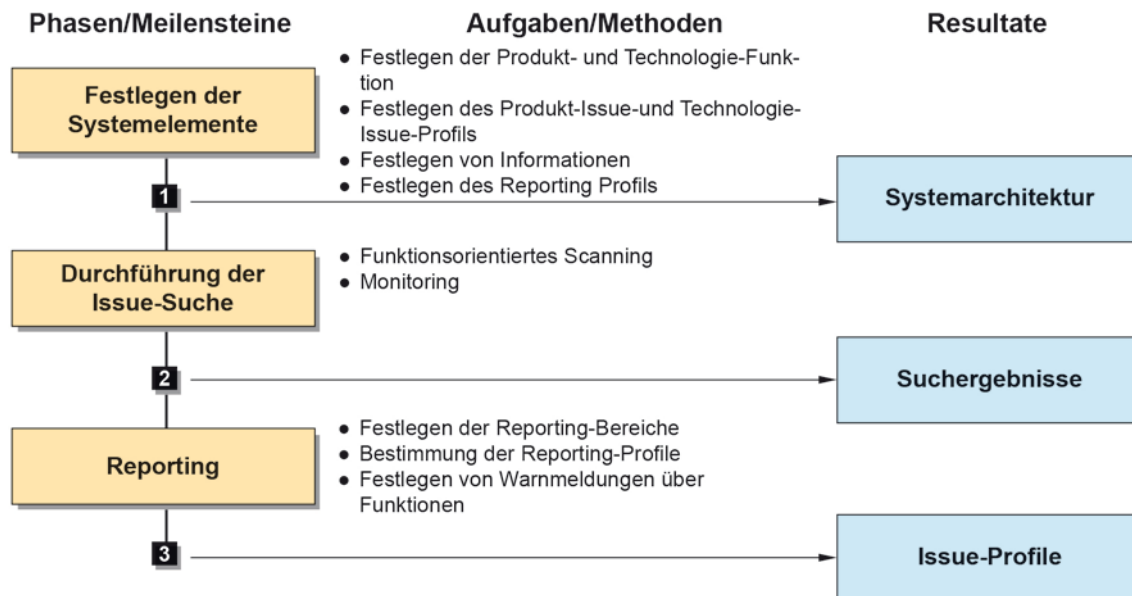 Phasen/Meilensteine
Aufgaben/Methoden
Resultate
Festlegen der
Systemelemente
● Festlegen der Produkt- und Technologie-Funk-
tion
● Festlegen des Produkt-Issue-und Technologie-
Issue-Profils
● Festlegen von Informationen
● Festlegen des Reporting Profils
1
Systemarchitektur
Durchführung der
Issue-Suche
● Funktionsorientiertes Scanning
● Monitoring
2
Suchergebnisse
Reporting
● Festlegen der Reporting-Bereiche
● Bestimmung der Reporting-Profile
● Festlegen von Warnmeldungen über
Funktionen
3
Issue-Profile